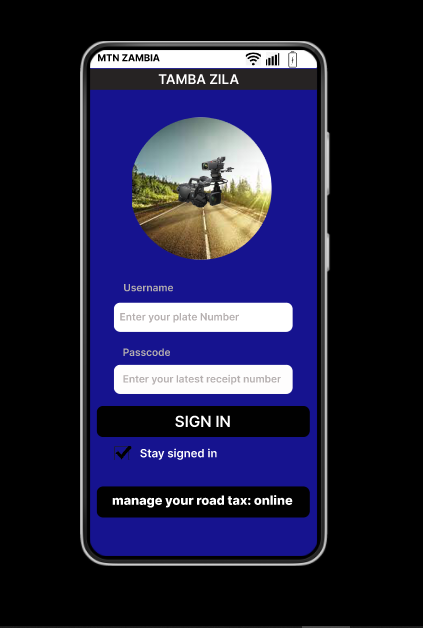 MTN ZAMBIA
TAMBA ZILA
Username
Enter your plate Number
Passcode
Enter your latest receipt number
SIGN IN
Stay signed in
manage your road tax: online